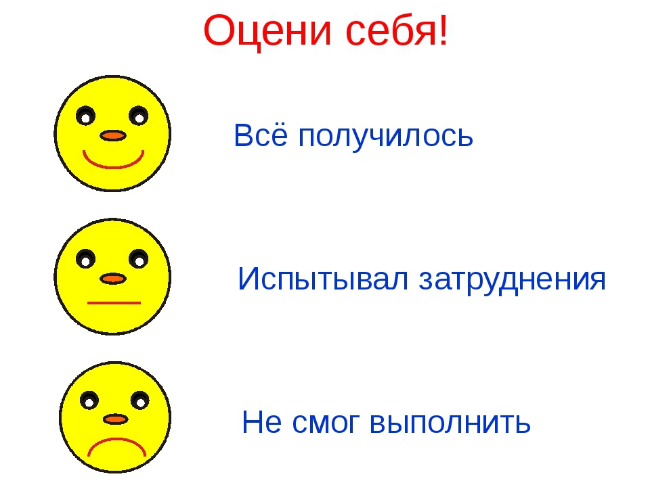 Оцени себя!
Всё получилось
Испытывал затруднения
Не смог выполнить